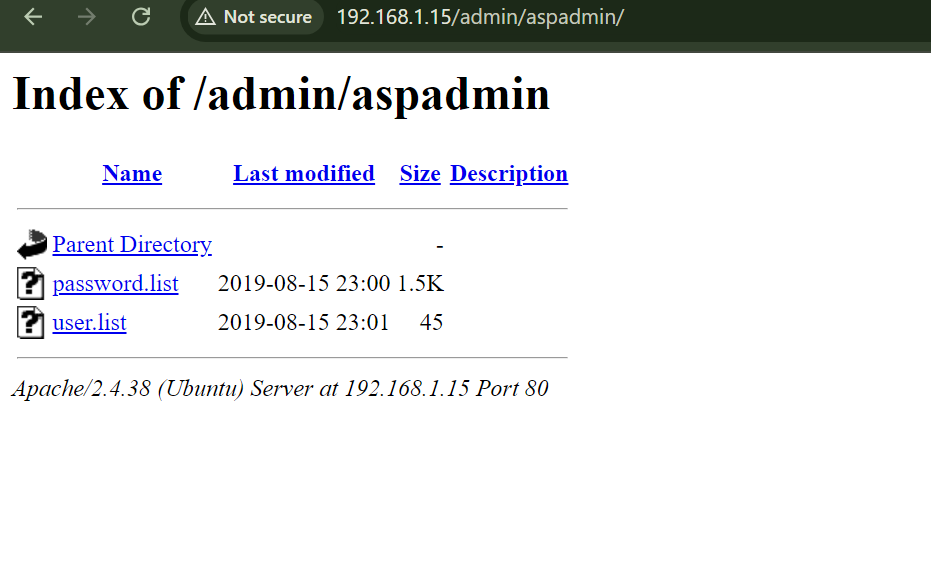 Not secure 192.168.1.15/admin/aspadmin/
Index of /admin/aspadmin
Name Last modified Size Description
Parent Directory -
password.list 2019-08-15 23:00 1.5K
user.list 2019-08-15 23:01 45
Apache/2.4.38 (Ubuntu) Server at 192.168.1.15 Port 80